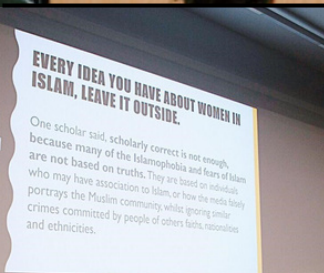 EVERY IDEA YOU HAVE ABOUT WOMEN IN
ISLAM, LEAVE IT OUTSIDE.
One scholar said, scholarly correct is not enough,
because many of the Islamophobia and fears of Islam
are not based on truths. They are based on individuals
who may have association to Islam, or how the media falsely
portrays the Muslim community, whilst ignoring similar
crimes committed by people of others faiths, nationalities
and ethnicities.